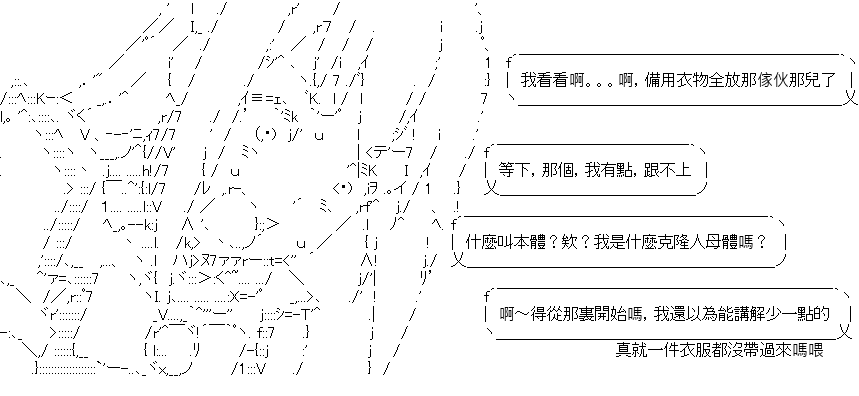 我看看啊。。。啊，備用衣物全放那傢伙那兒了
等下，那個，我有點，跟不上
什麼叫本體？欸？我是什麼克隆人母體嗎？
啊～得從那裏開始嗎，我還以為能講解少一點的
真就一件衣服都沒帶過來嗎喂